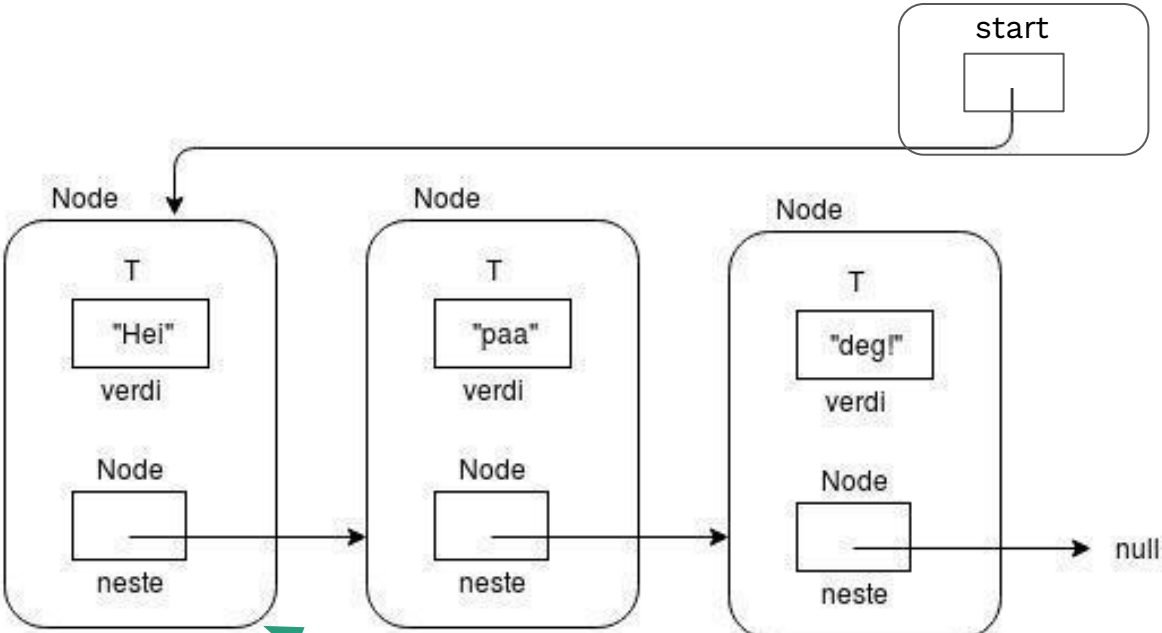 start
Node
T
"Hei"
verdi
Node
neste
Node
T
"paa"
verdi
Node
neste
Node
T
"deg!"
verdi
Node
neste
null